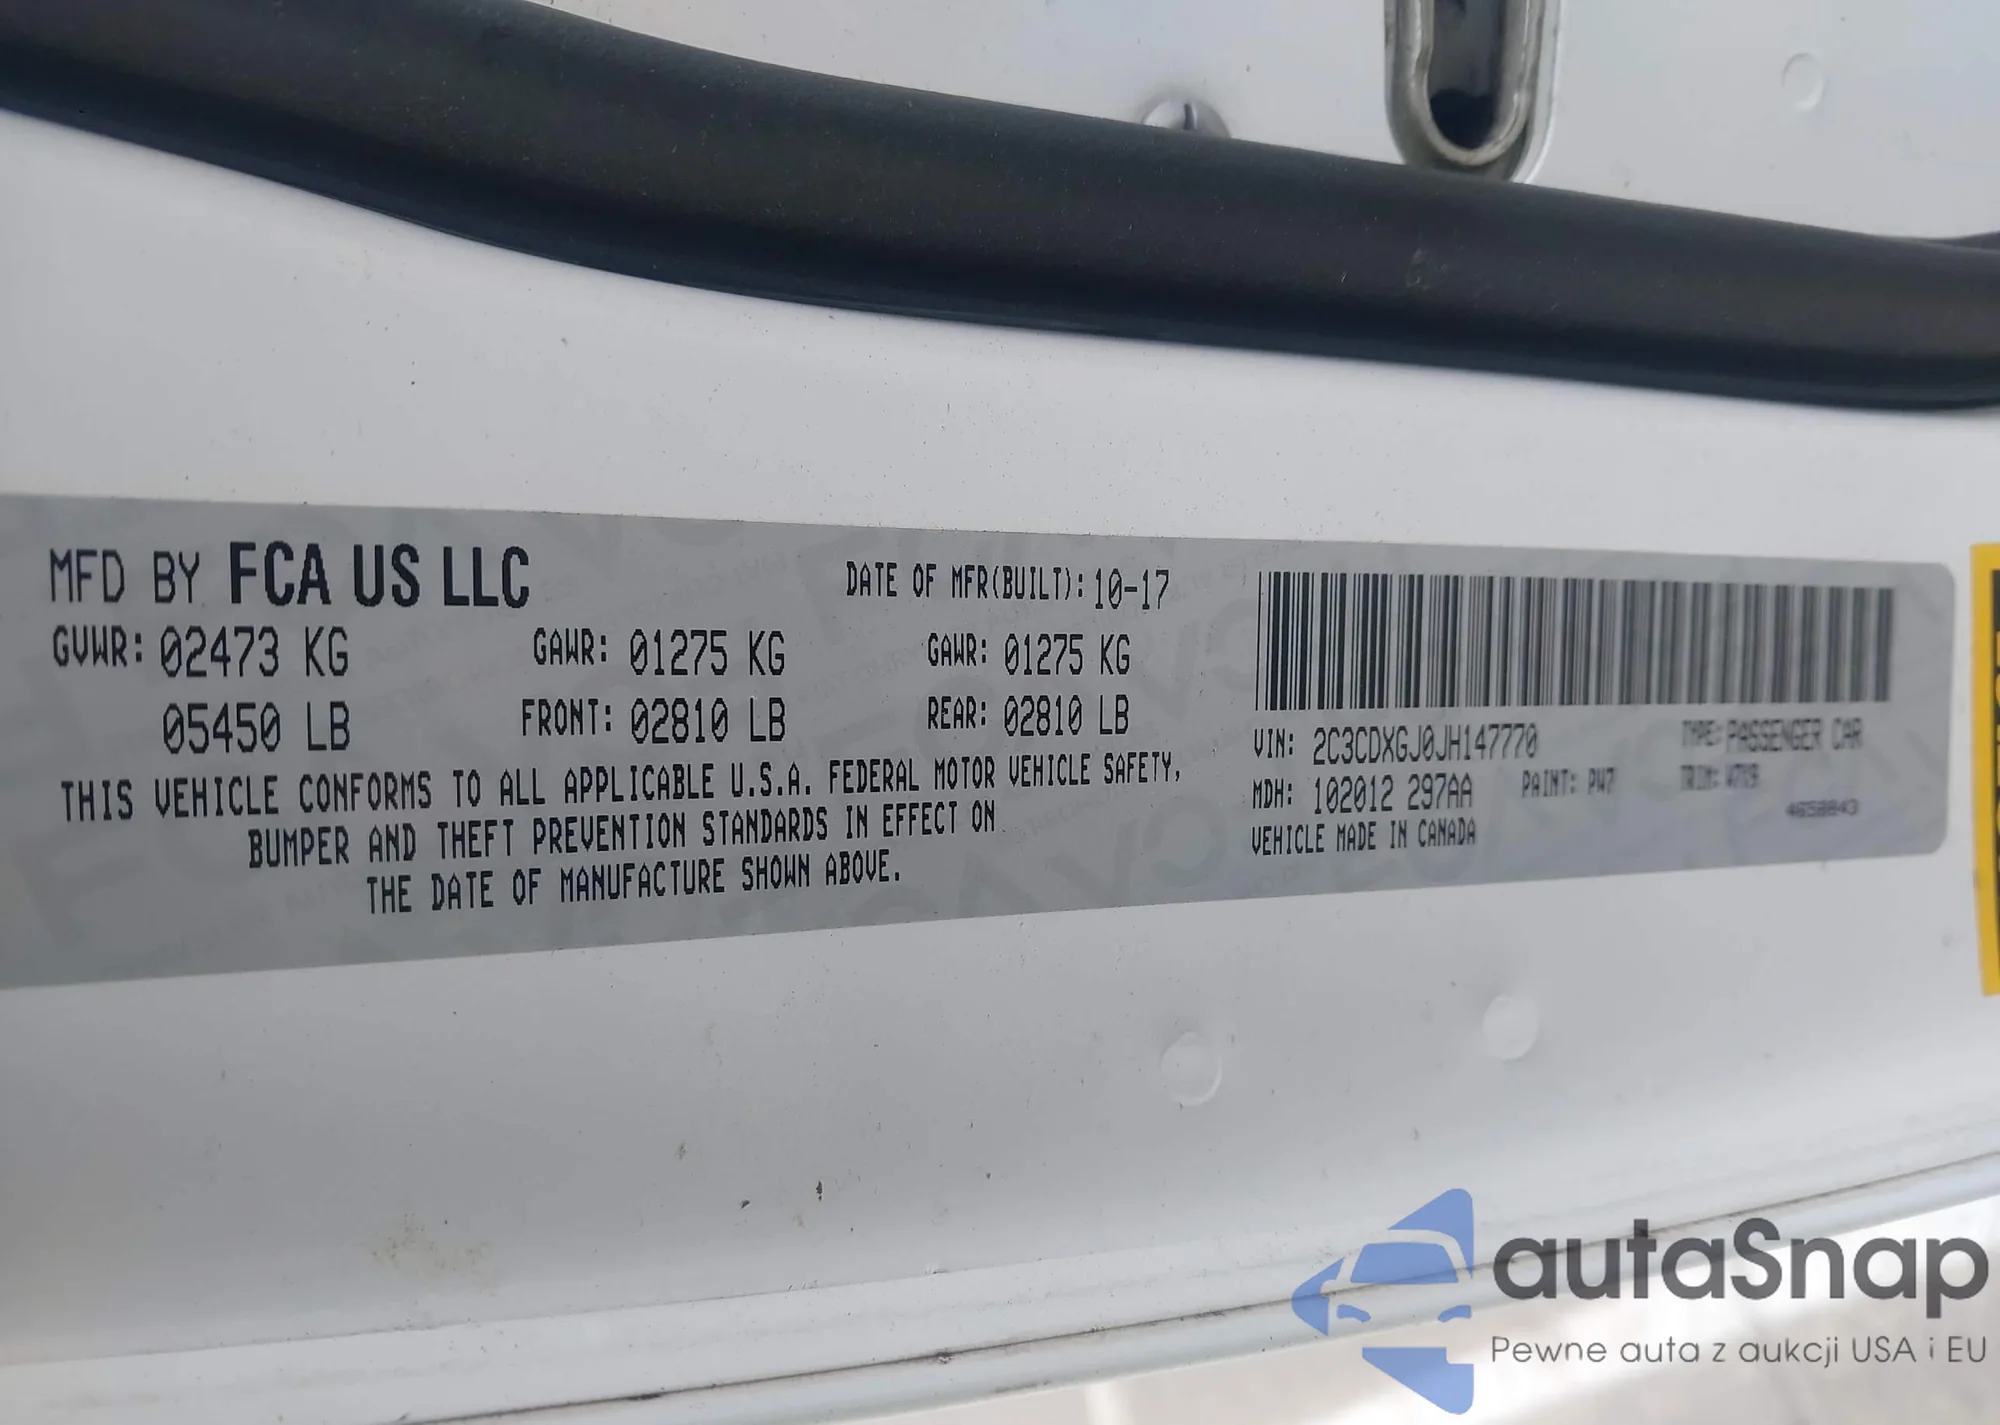 MFD BY FCA US LLC
DATE OF MFR(BUILT): 10-17
GVWR: 02473 KG
05450 LB
GAWR: 01275 KG
FRONT: 02810 LB
GAWR: 01275 KG
REAR: 02810 LB
THIS VEHICLE CONFORMS TO ALL APPLICABLE U.S.A. FEDERAL MOTOR VEHICLE SAFETY,
BUMPER AND THEFT PREVENTION STANDARDS IN EFFECT ON
THE DATE OF MANUFACTURE SHOWN ABOVE.
VIN: 2C3CDXGJ0JH147770
TYPE: PASSENGER CAR
MDH: 102012 297AA
PAINT: PW7
TRIM:
VEHICLE MADE IN CANADA
autaSnap
Pewne auta z aukcji USA i EU